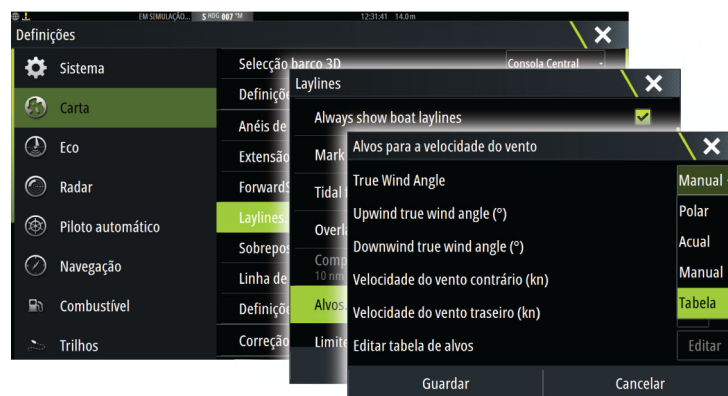 EM SIMULAÇÃO... S HDG 007 °M 12:31:41 14.0 m
Definições
Sistema
Carta
Eco
Radar
Piloto automático
Navegação
Combustível
Trilhos
Selecção barco 3D
Consola Central
Definiçõ
Anéis de
Extensão
ForwardS
Laylines.
Sobrepos
Linha de
Definiçõ
Correção
Laylines
Always show boat laylines
Mark
Tidal
Overl
Comp
10 nm
Alvos.
Limite
Alvos para a velocidade do vento
True Wind Angle
Manual
Upwind true wind angle (°)
Downwind true wind angle (°)
Velocidade do vento contrário (kn)
Velocidade do vento traseiro (kn)
Editar tabela de alvos
Polar
Acual
Manual
Tabela
Editar
Guardar
Cancelar